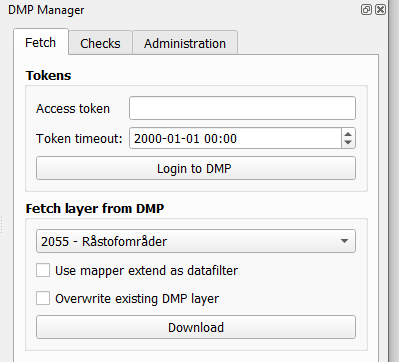 DMP Manager
Fetch
Checks
Administration
Tokens
Access token
Token timeout: 2000-01-01 00:00
Login to DMP
Fetch layer from DMP
2055 - Råstofområder
Use mapper extend as datafilter
Overwrite existing DMP layer
Download